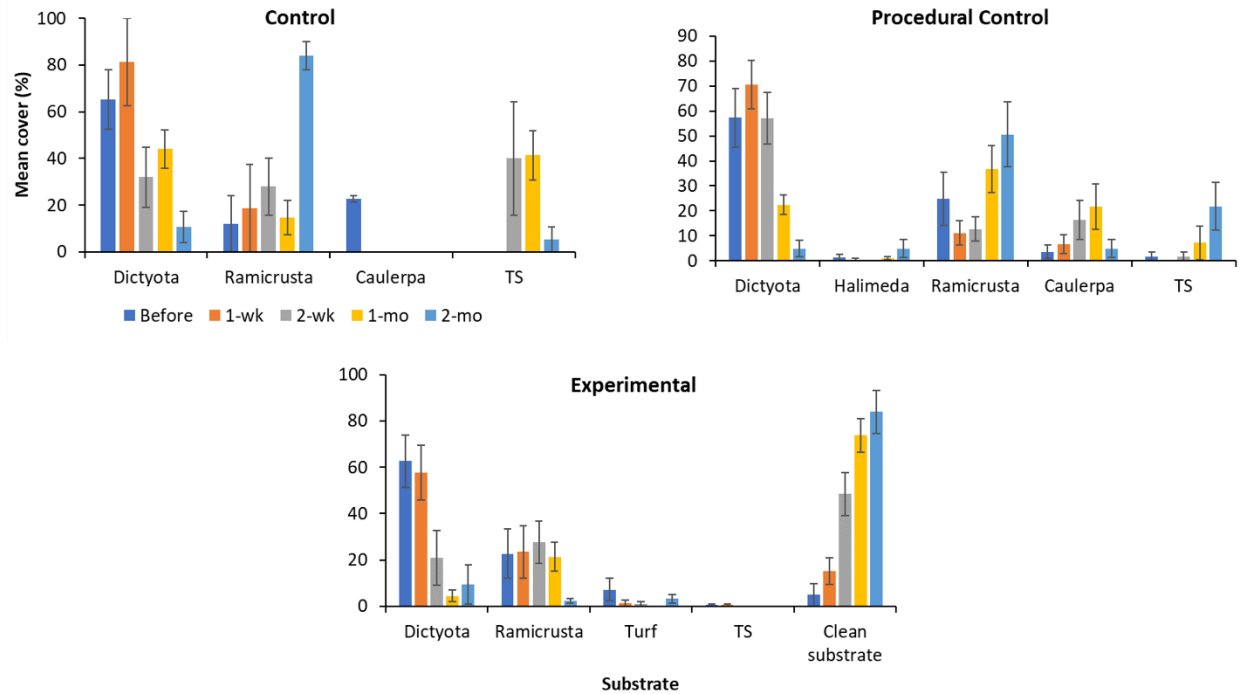 Control
Mean cover (%)
100
80
60
40
20
0
Dictyota Ramicrusta Caulerpa TS
Before 1-wk 2-wk 1-mo 2-mo
Procedural Control
90
80
70
60
50
40
30
20
10
0
Dictyota Halimeda Ramicrusta Caulerpa TS
Experimental
100
80
60
40
20
0
Dictyota Ramicrusta Turf TS Clean
substrate
Substrate